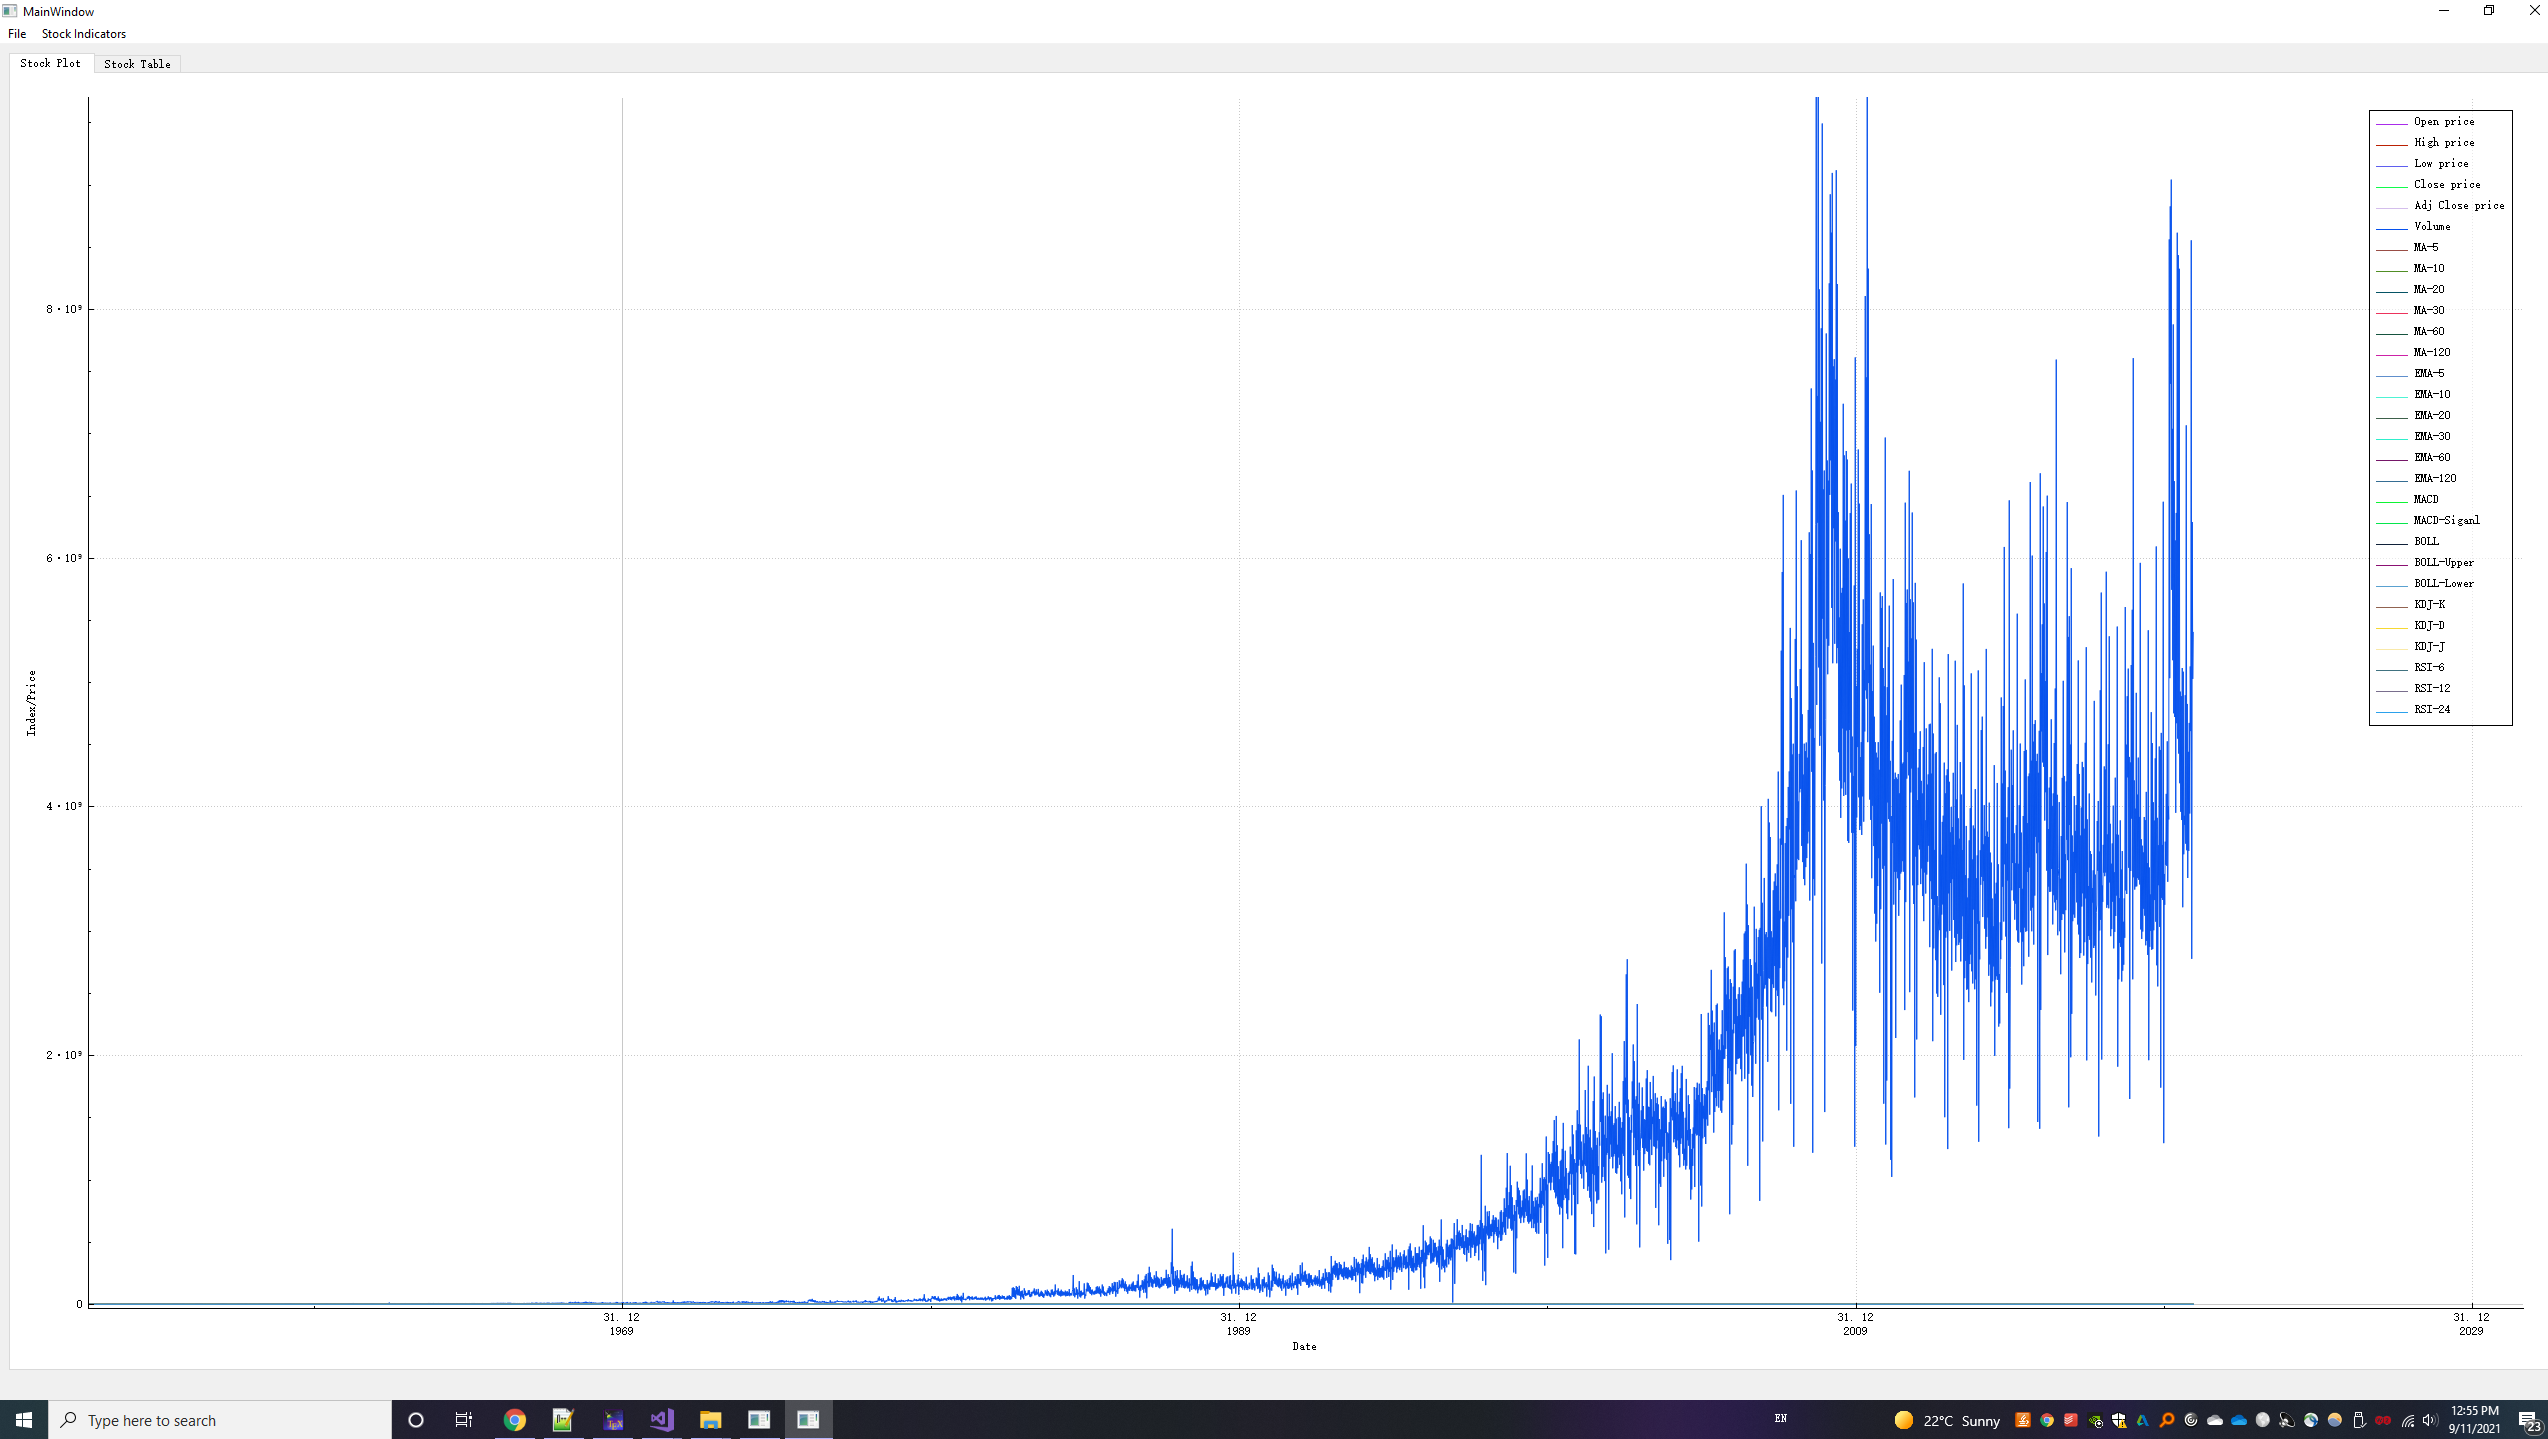 MainWindow
File Stock Indicators
Stock Plot Stock Table
Open price
High price
Low price
Close price
Adj Close price
Volume
MA-5
MA-10
MA-20
MA-30
MA-60
MA-120
EMA-5
EMA-10
EMA-20
EMA-30
EMA-60
EMA-120
MACD
MACD-Siganl
BOLL
BOLL-Upper
BOLL-Lower
KDJ-K
KDJ-D
KDJ-J
RSI-6
RSI-12
RSI-24
8·10⁹
6·10⁹
4·10⁹
2·10⁹
0
Index/Price
31. 12
1969
31. 12
1989
31. 12
2009
31. 12
2029
Date
Type here to search
EN
22°C Sunny
12:55 PM
9/11/2021
23